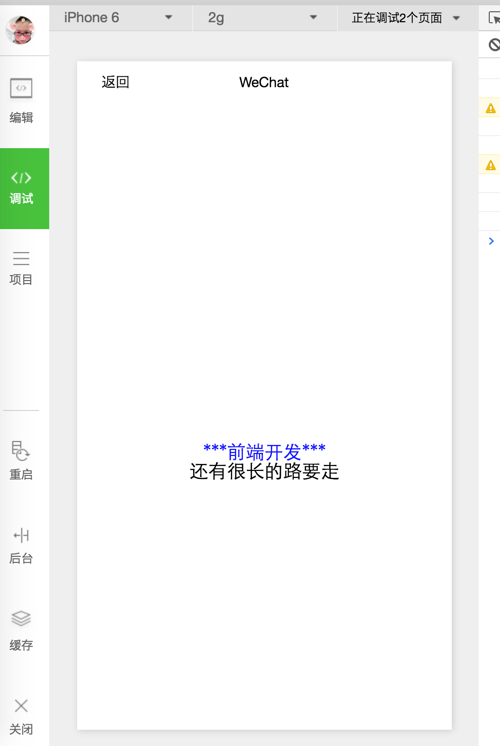 iPhone 6
2g
正在调试2个页面
编辑
调试
项目
重启
后台
缓存
关闭
返回
WeChat
***前端开发***
还有很长的路要走